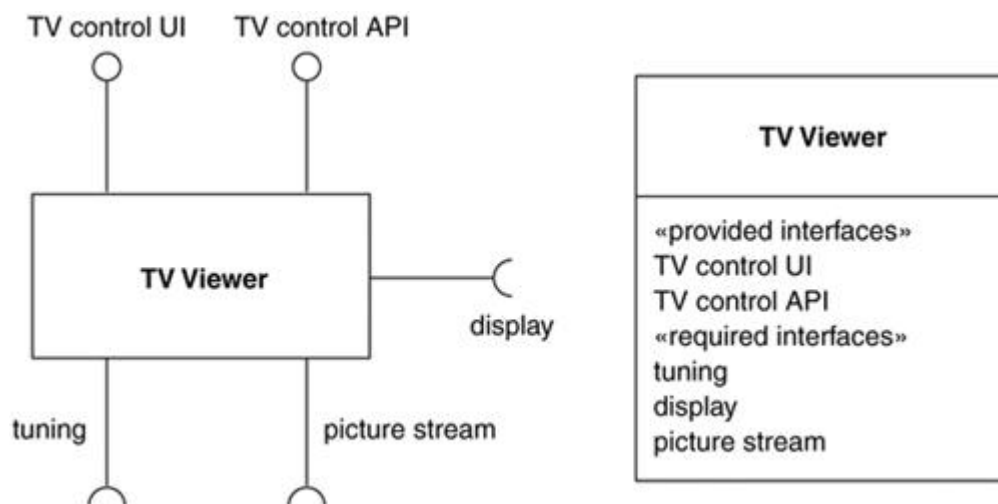 TV control UI
TV control API
TV Viewer
display
tuning
picture stream
TV Viewer
«provided interfaces»
TV control UI
TV control API
«required interfaces»
tuning
display
picture stream